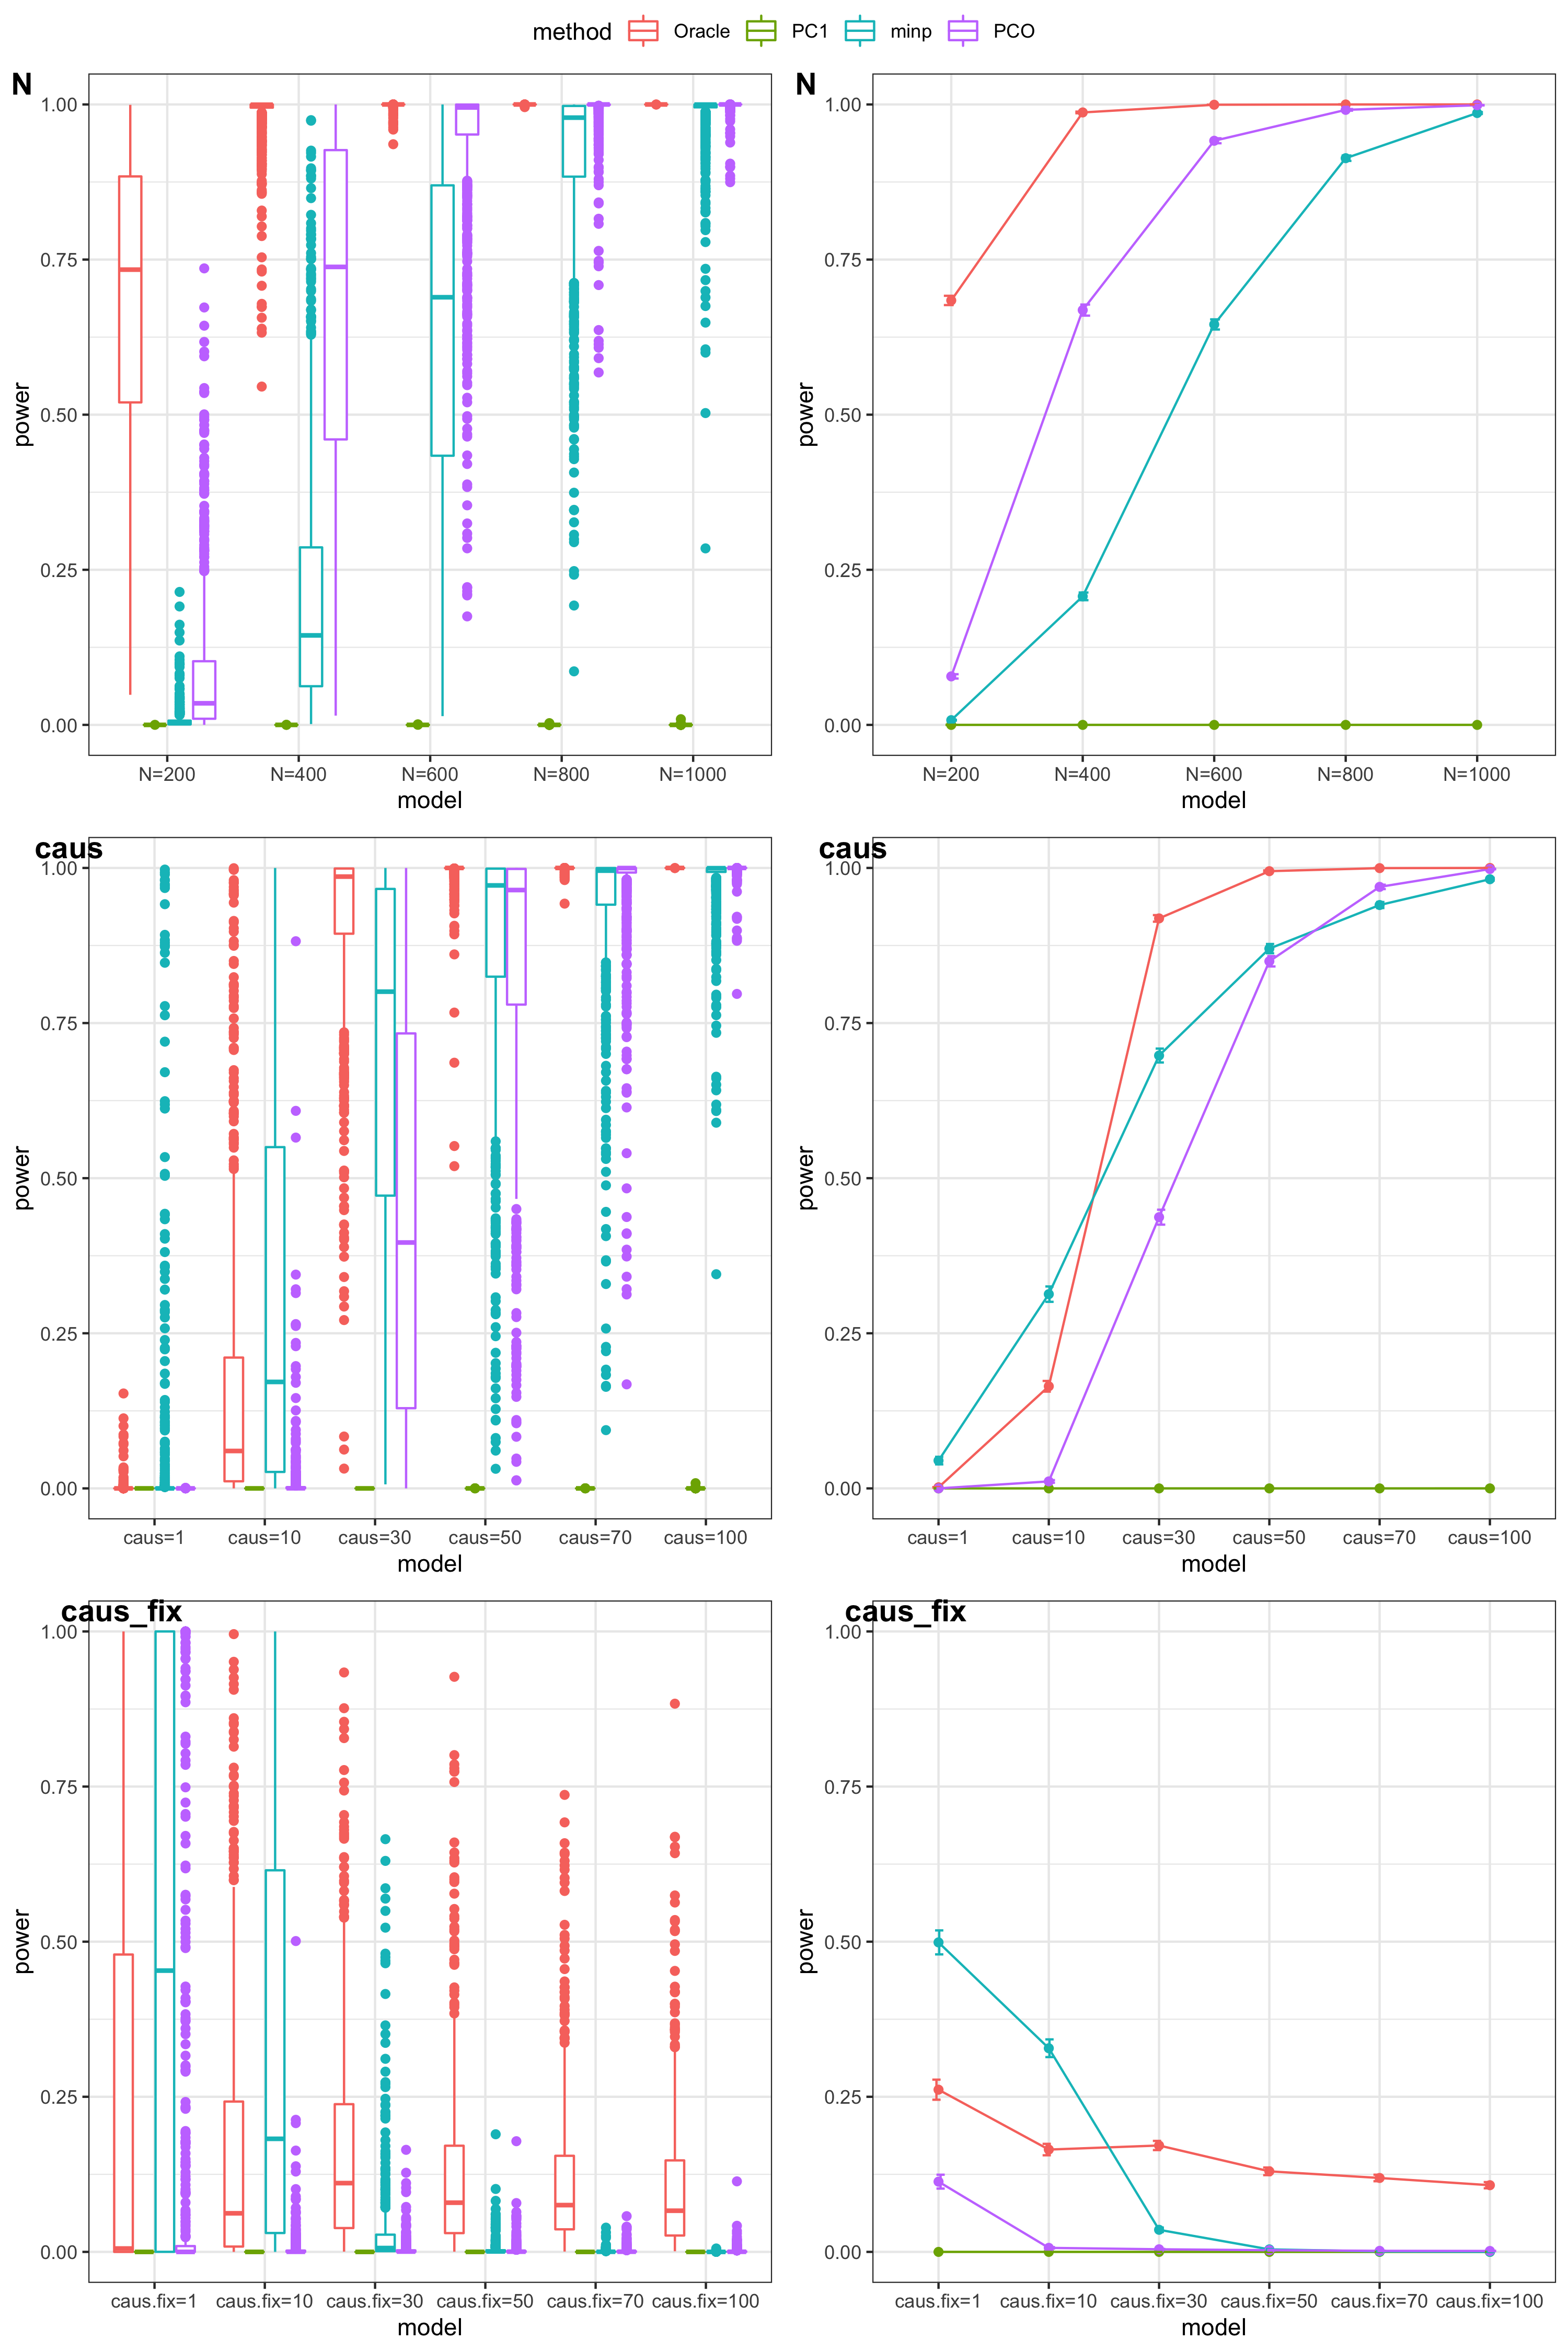 method Oracle PC1 minp PCO
N
1.00
0.75
0.50
0.25
0.00
power
N=200 N=400 N=600 N=800 N=1000
model
N
1.00
0.75
0.50
0.25
0.00
power
N=200 N=400 N=600 N=800 N=1000
model
caus
1.00
0.75
0.50
0.25
0.00
power
caus=1 caus=10 caus=30 caus=50 caus=70 caus=100
model
caus
1.00
0.75
0.50
0.25
0.00
power
caus=1 caus=10 caus=30 caus=50 caus=70 caus=100
model
caus_fix
1.00
0.75
0.50
0.25
0.00
power
caus.fix=1 caus.fix=10 caus.fix=30 caus.fix=50 caus.fix=70 caus.fix=100
model
caus_fix
1.00
0.75
0.50
0.25
0.00
power
caus.fix=1 caus.fix=10 caus.fix=30 caus.fix=50 caus.fix=70 caus.fix=100
model